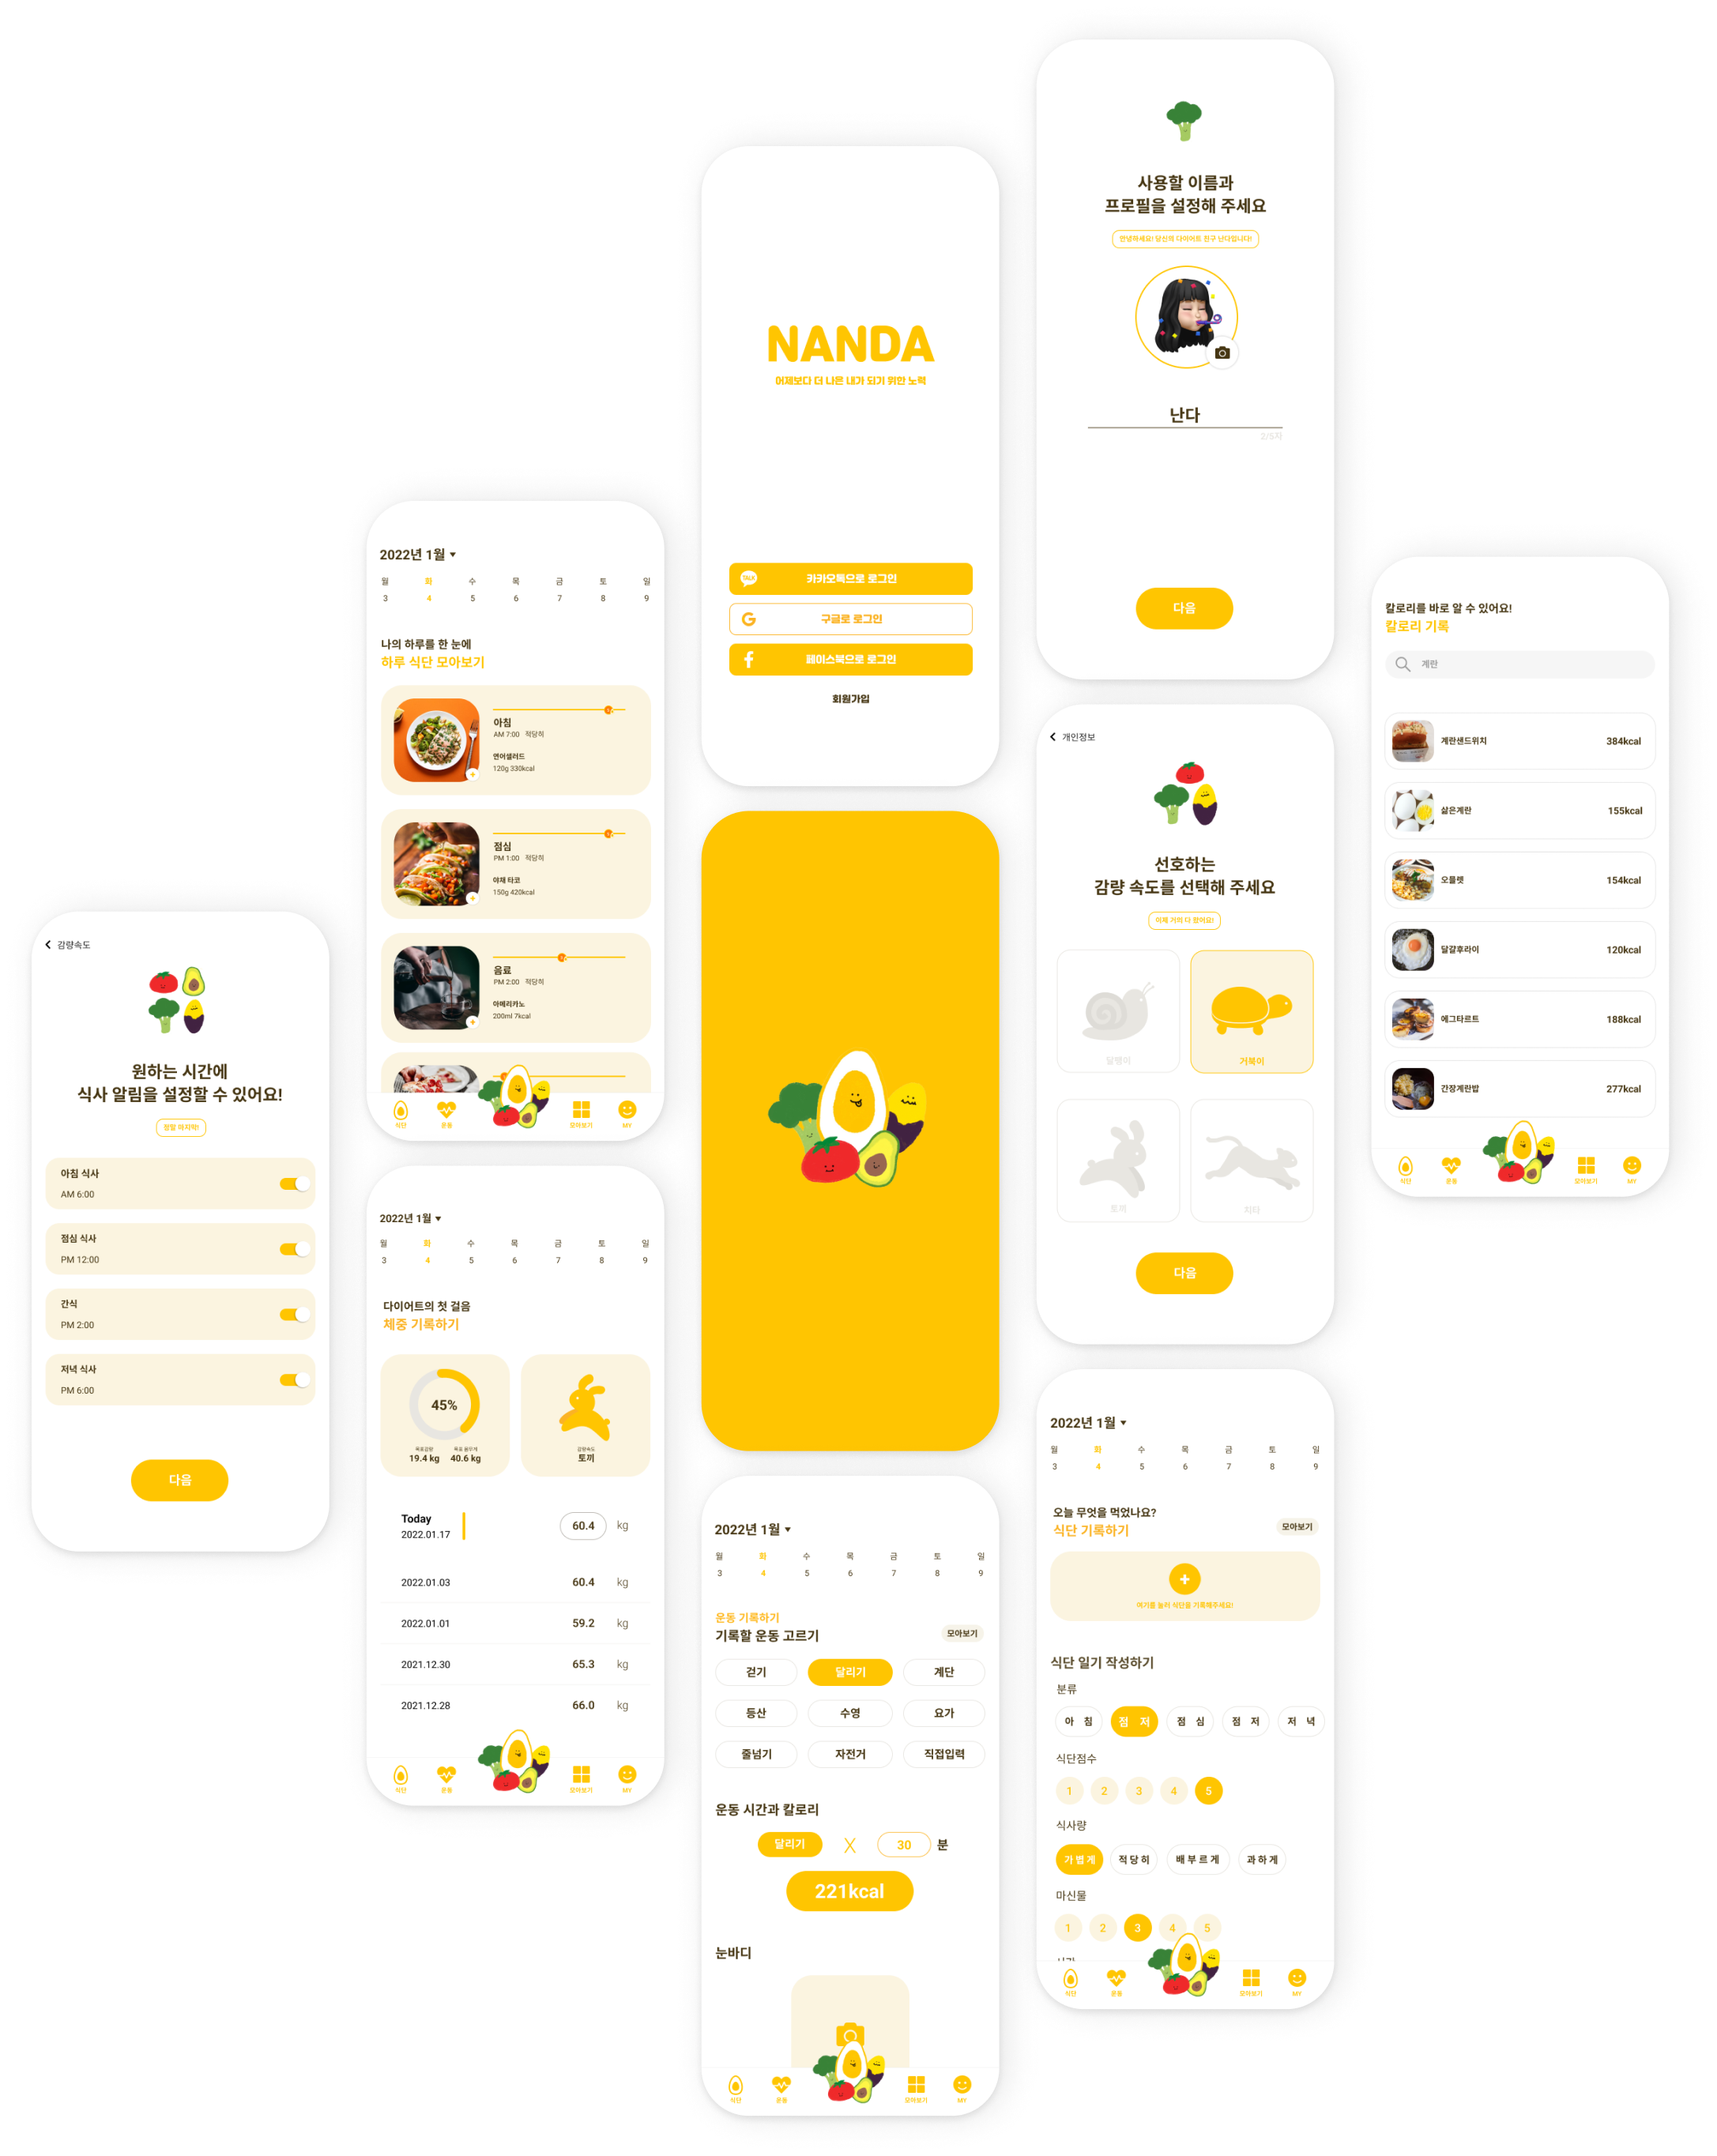 감량속도
원하는 시간에
식사 알림을 설정할 수 있어요!
정말 마지막!
아침 식사
AM 6:00
점심 식사
PM 12:00
간식
PM 2:00
저녁 식사
PM 6:00
다음
2022년 1월
월 화 수 목 금 토 일
3 4 5 6 7 8 9
나의 하루를 한 눈에
하루 식단 모아보기
아침
AM 7:00 적당히
연어샐러드
120g 330kcal
점심
PM 1:00 적당히
야채 타코
150g 420kcal
음료
PM 2:00 적당히
아메리카노
200ml 7kcal
식단 운동 모아보기 MY
2022년 1월
월 화 수 목 금 토 일
3 4 5 6 7 8 9
다이어트의 첫 걸음
체중 기록하기
45%
목표감량 목표 몸무게
19.4 kg 40.6 kg
감량속도
토끼
Today
2022.01.17
60.4 kg
2022.01.03 60.4 kg
2022.01.01 59.2 kg
2021.12.30 65.3 kg
2021.12.28 66.0 kg
식단 운동 모아보기 MY
NANDA
어제보다 더 나은 내가 되기 위한 노력
TALK 카카오톡으로 로그인
G 구글로 로그인
f 페이스북으로 로그인
회원가입
2022년 1월
월 화 수 목 금 토 일
3 4 5 6 7 8 9
운동 기록하기
기록할 운동 고르기
모아보기
걷기 달리기 계단
등산 수영 요가
줄넘기 자전거 직접입력
운동 시간과 칼로리
달리기 X 30 분
221kcal
눈바디
식단 운동 모아보기 MY
사용할 이름과
프로필을 설정해 주세요
안녕하세요! 당신의 다이어트 친구 난다입니다!
난다
2/5자
다음
개인정보
선호하는
감량 속도를 선택해 주세요
이제 거의 다 왔어요!
달팽이 거북이
토끼 치타
다음
2022년 1월
월 화 수 목 금 토 일
3 4 5 6 7 8 9
오늘 무엇을 먹었나요?
식단 기록하기
모아보기
여기를 눌러 식단을 기록해주세요!
식단 일기 작성하기
분류
아 침 점 저 점 심 점 저 저 녁
식단점수
1 2 3 4 5
식사량
가볍게 적당히 배부르게 과하게
마신물
1 2 3 4 5
식단 운동 모아보기 MY
칼로리를 바로 알 수 있어요!
칼로리 기록
계란
계란샌드위치 384kcal
삶은계란 155kcal
오믈렛 154kcal
달걀후라이 120kcal
에그타르트 188kcal
간장계란밥 277kcal
식단 운동 모아보기 MY